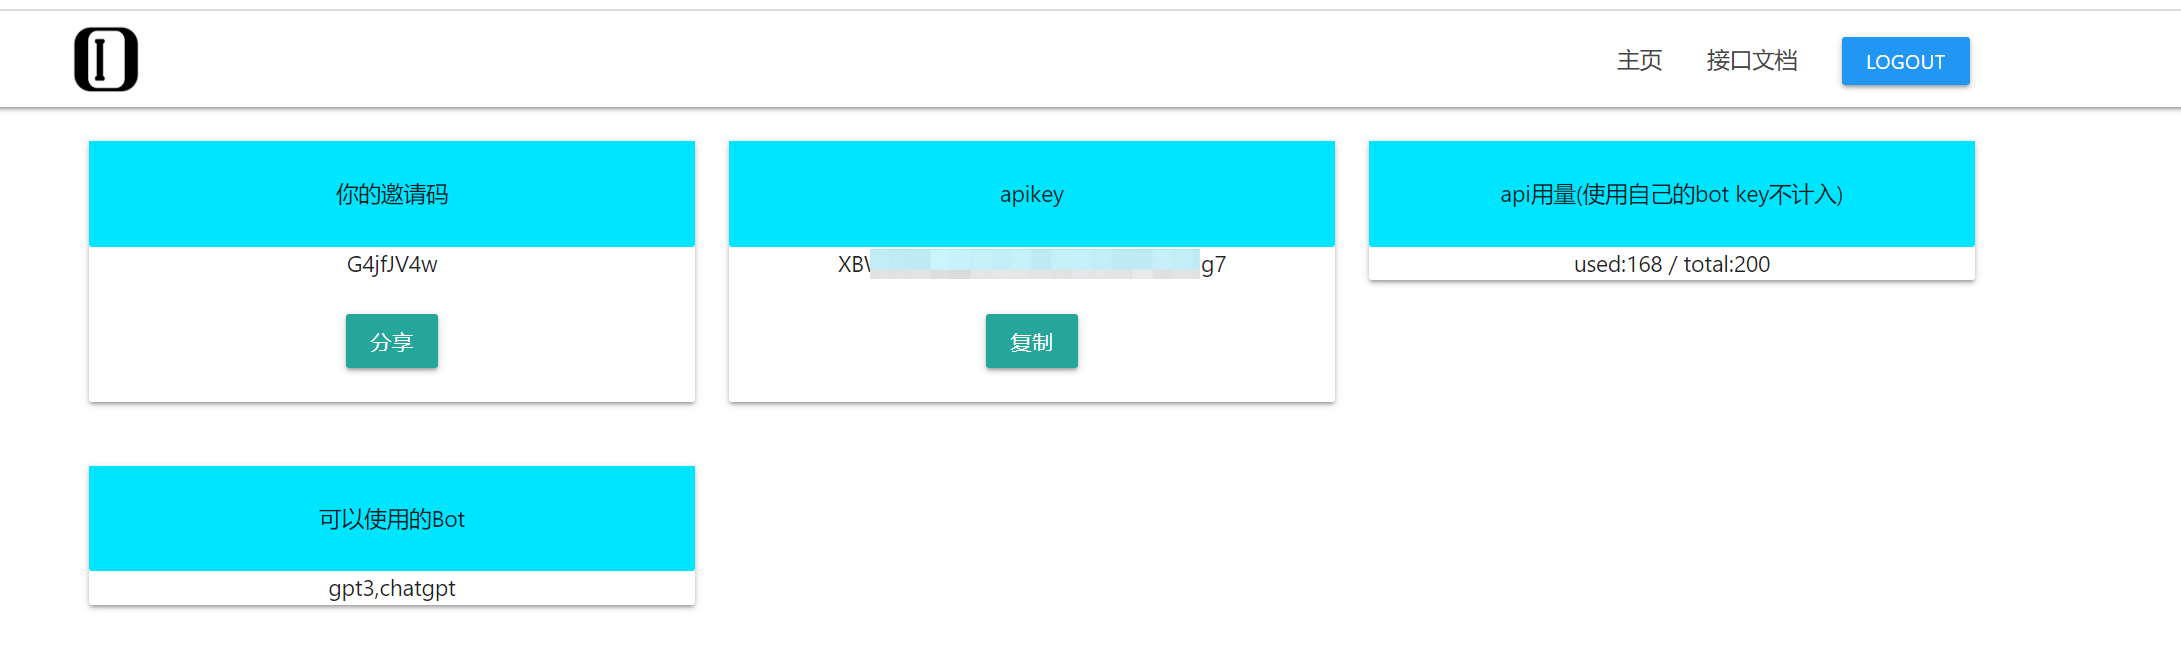 主页 接口文档 LOGOUT
你的邀请码
G4jfJV4w
分享
apikey
XB g7
复制
api用量(使用自己的bot key不计入)
used:168 / total:200
可以使用的Bot
gpt3,chatgpt